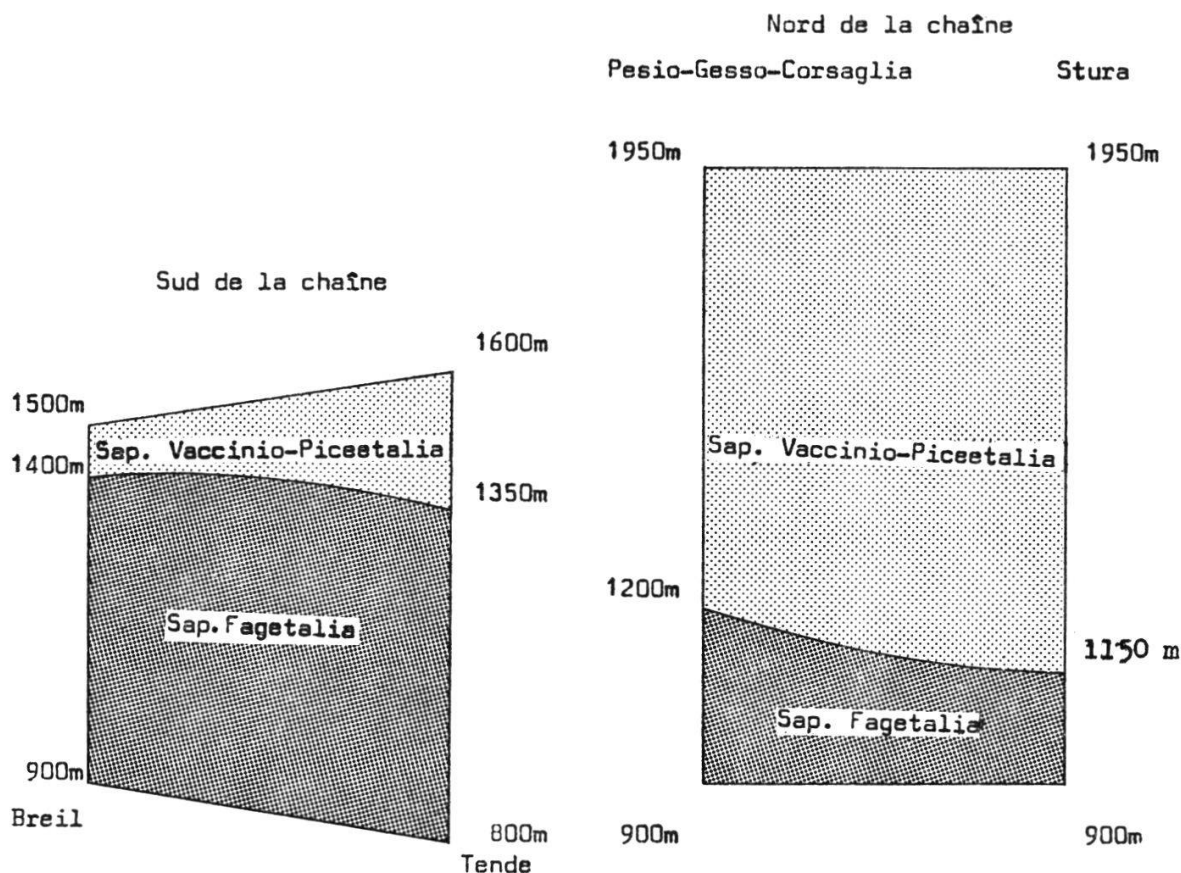 Nord de la chaîne
Pesio-Gesso-Corsaglia Stura
1950m 1950m
Sud de la chaîne
1600m
1500m
Sap. Vaccinio-Piceetalia
1400m
Sap. Vaccinio-Piceetalia
1350m
1200m
Sap. Fagetalia
1150 m
Sap. Fagetalia
900m
Breil
800m
Tende
900m 900m